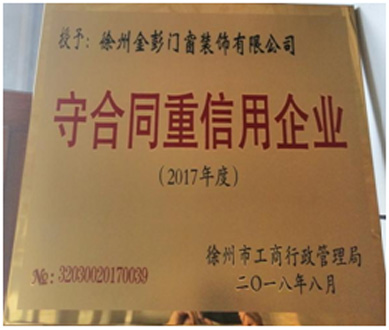 授予：徐州金彭门窗装饰有限公司
守合同重信用企业
（2017年度）
徐州市工商行政管理局
№：32030020170039
二〇一八年八月